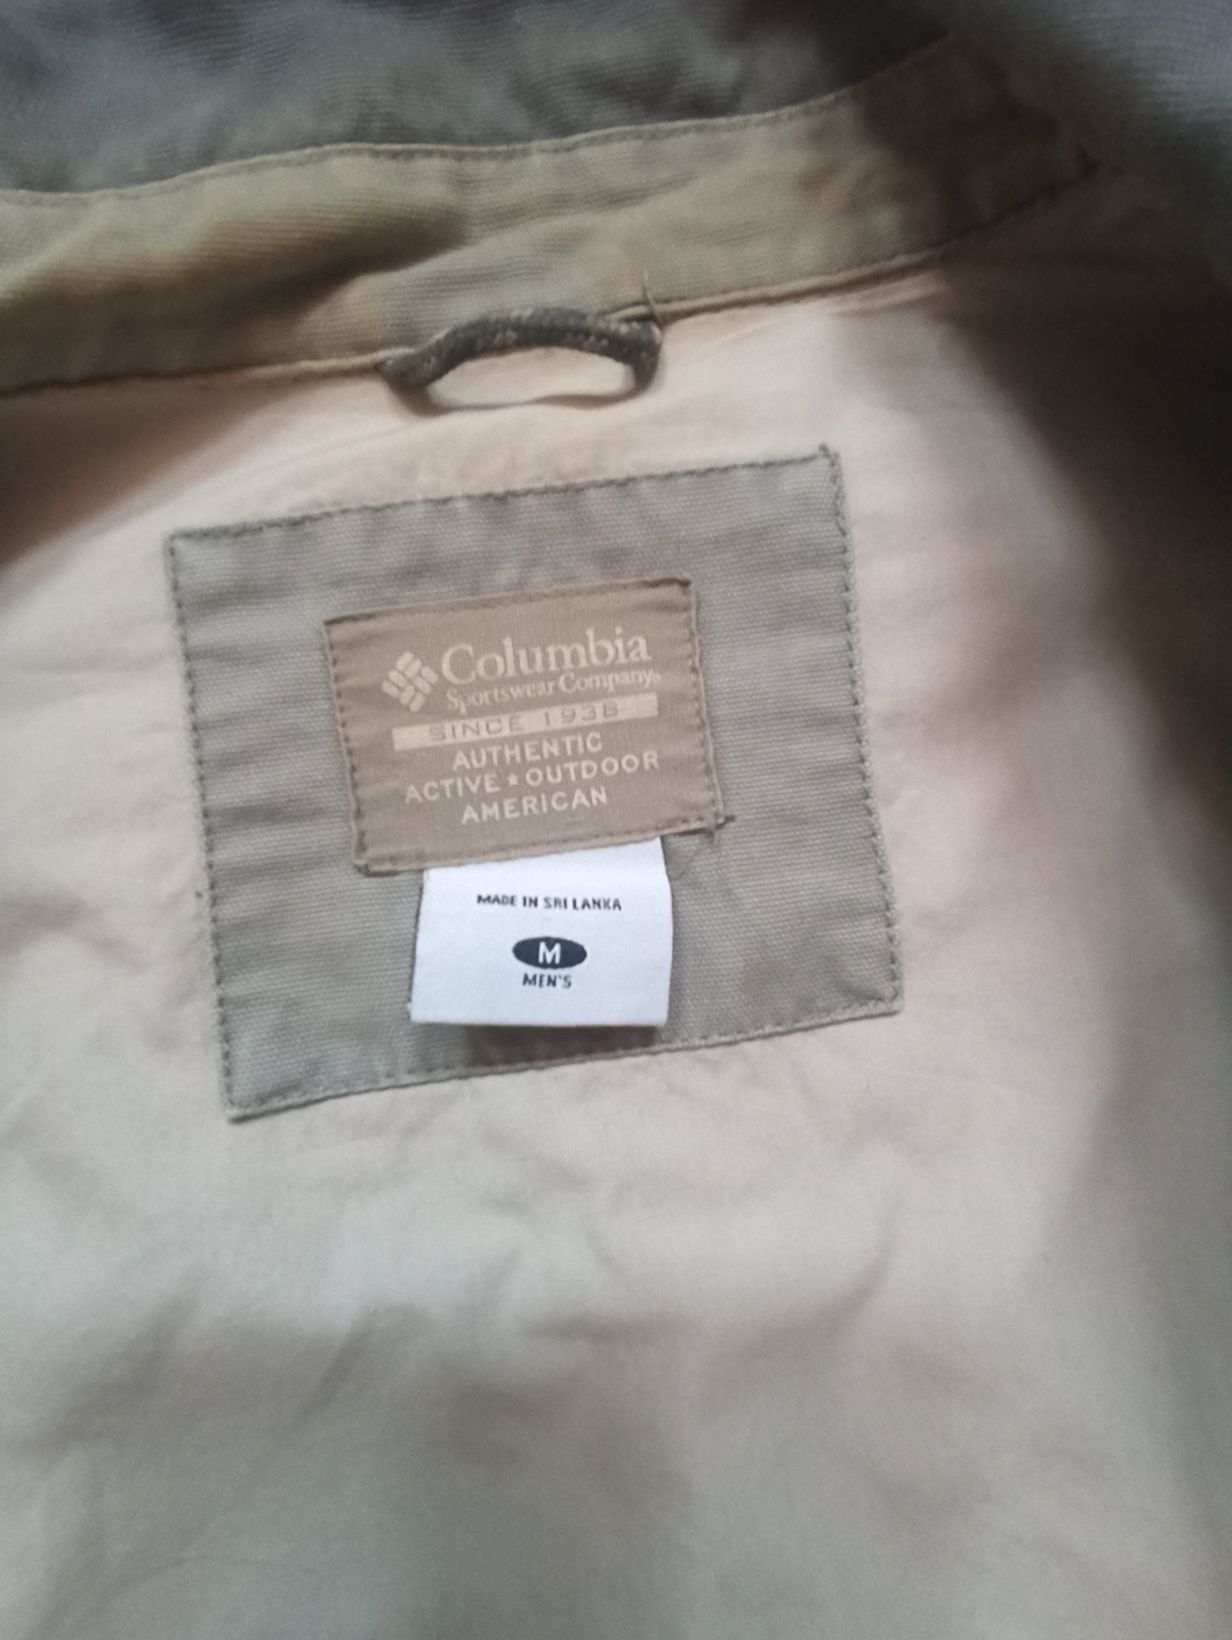 Columbia
Sportswear Company®
SINCE 1938
AUTHENTIC
ACTIVE ★ OUTDOOR
AMERICAN
MADE IN SRI LANKA
M
MEN'S